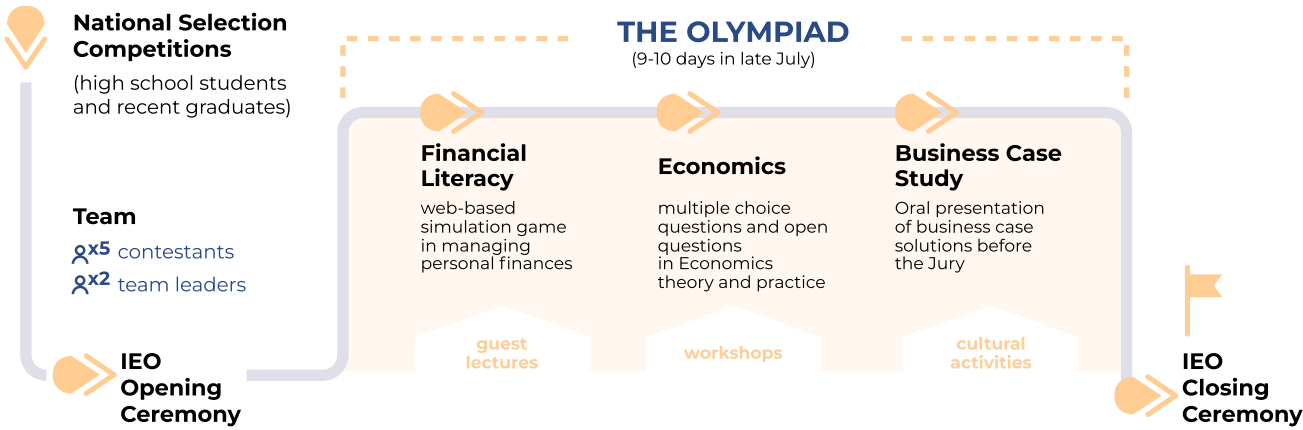 National Selection
Competitions
(high school students
and recent graduates)
Team
x5 contestants
x2 team leaders
IEO
Opening
Ceremony
THE OLYMPIAD
(9-10 days in late July)
Financial
Literacy
web-based
simulation game
in managing
personal finances
Economics
multiple choice
questions and open
questions
in Economics
theory and practice
Business Case
Study
Oral presentation
of business case
solutions before
the Jury
guest
lectures
workshops
cultural
activities
IEO
Closing
Ceremony